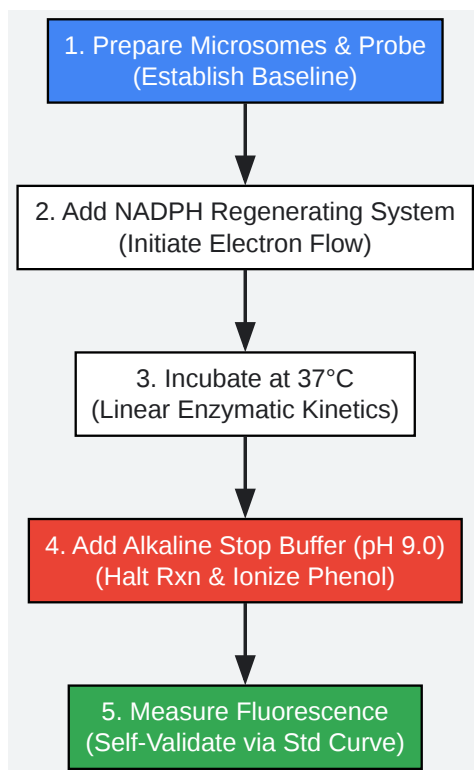 1. Prepare Microsomes & Probe
(Establish Baseline)
2. Add NADPH Regenerating System
(Initiate Electron Flow)
3. Incubate at 37°C
(Linear Enzymatic Kinetics)
4. Add Alkaline Stop Buffer (pH 9.0)
(Halt Rxn & Ionize Phenol)
5. Measure Fluorescence
(Self-Validate via Std Curve)